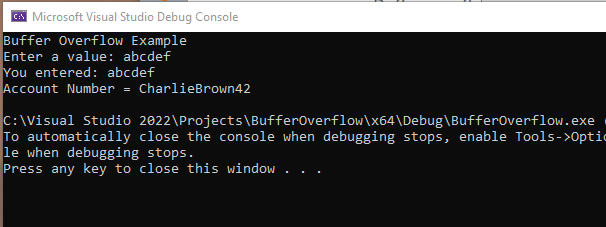 Microsoft Visual Studio Debug Console
Buffer Overflow Example
Enter a value: abcdef
You entered: abcdef
Account Number = CharlieBrown42
C:\Visual Studio 2022\Projects\BufferOverflow\x64\Debug\BufferOverflow.exe
To automatically close the console when debugging stops, enable Tools->Optio
le when debugging stops.
Press any key to close this window . . .